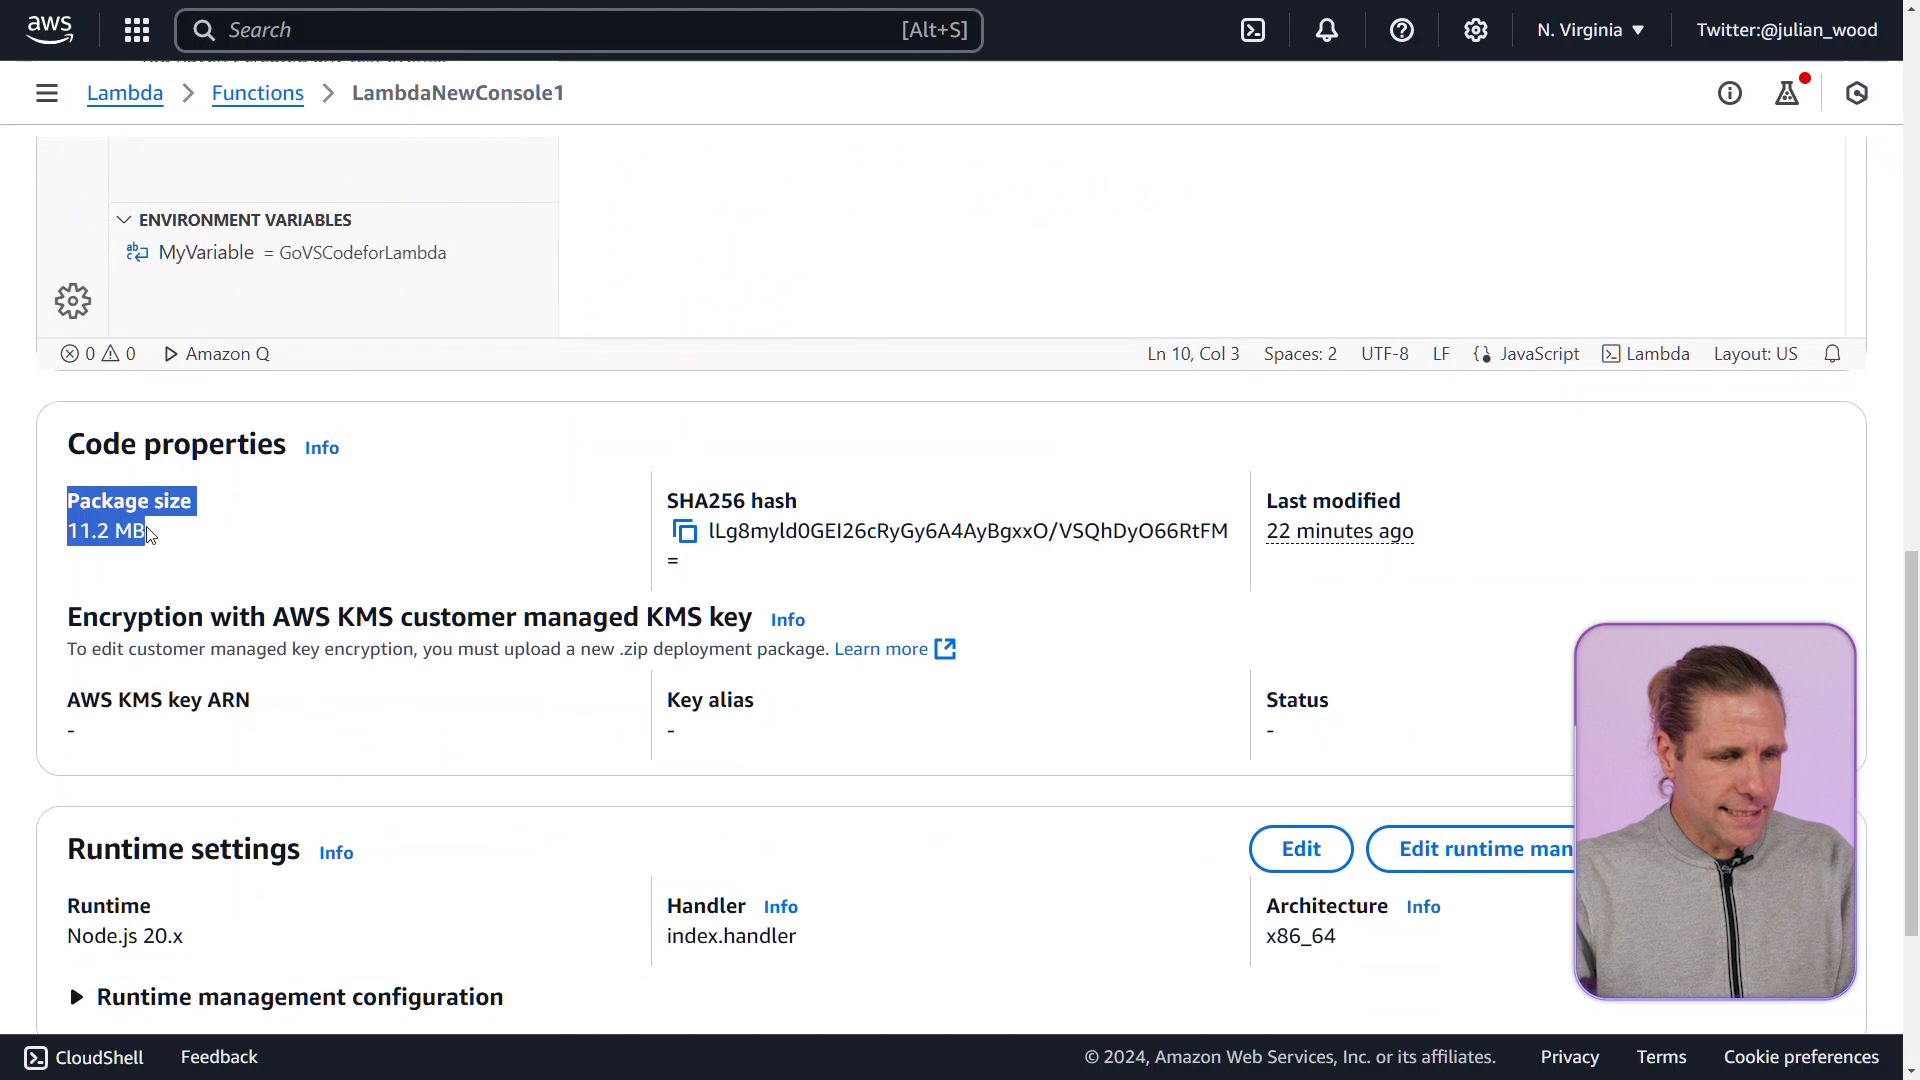 aws
Search
[Alt+S]
N. Virginia ▼
Twitter:@julian_wood
Lambda > Functions > LambdaNewConsole1
ENVIRONMENT VARIABLES
MyVariable = GoVSCodeforLambda
0 0 Amazon Q
Ln 10, Col 3 Spaces: 2 UTF-8 LF JavaScript Lambda Layout: US
Code properties Info
Package size
11.2 MB
SHA256 hash
lLg8myld0GEI26cRyGy6A4AyBgxxO/VSQhDyO66RtFM
=
Last modified
22 minutes ago
Encryption with AWS KMS customer managed KMS key Info
To edit customer managed key encryption, you must upload a new .zip deployment package. Learn more
AWS KMS key ARN
-
Key alias
-
Status
-
Runtime settings Info
Edit
Edit runtime man
Runtime
Node.js 20.x
Handler Info
index.handler
Architecture Info
x86_64
Runtime management configuration
CloudShell Feedback
© 2024, Amazon Web Services, Inc. or its affiliates. Privacy Terms Cookie preferences